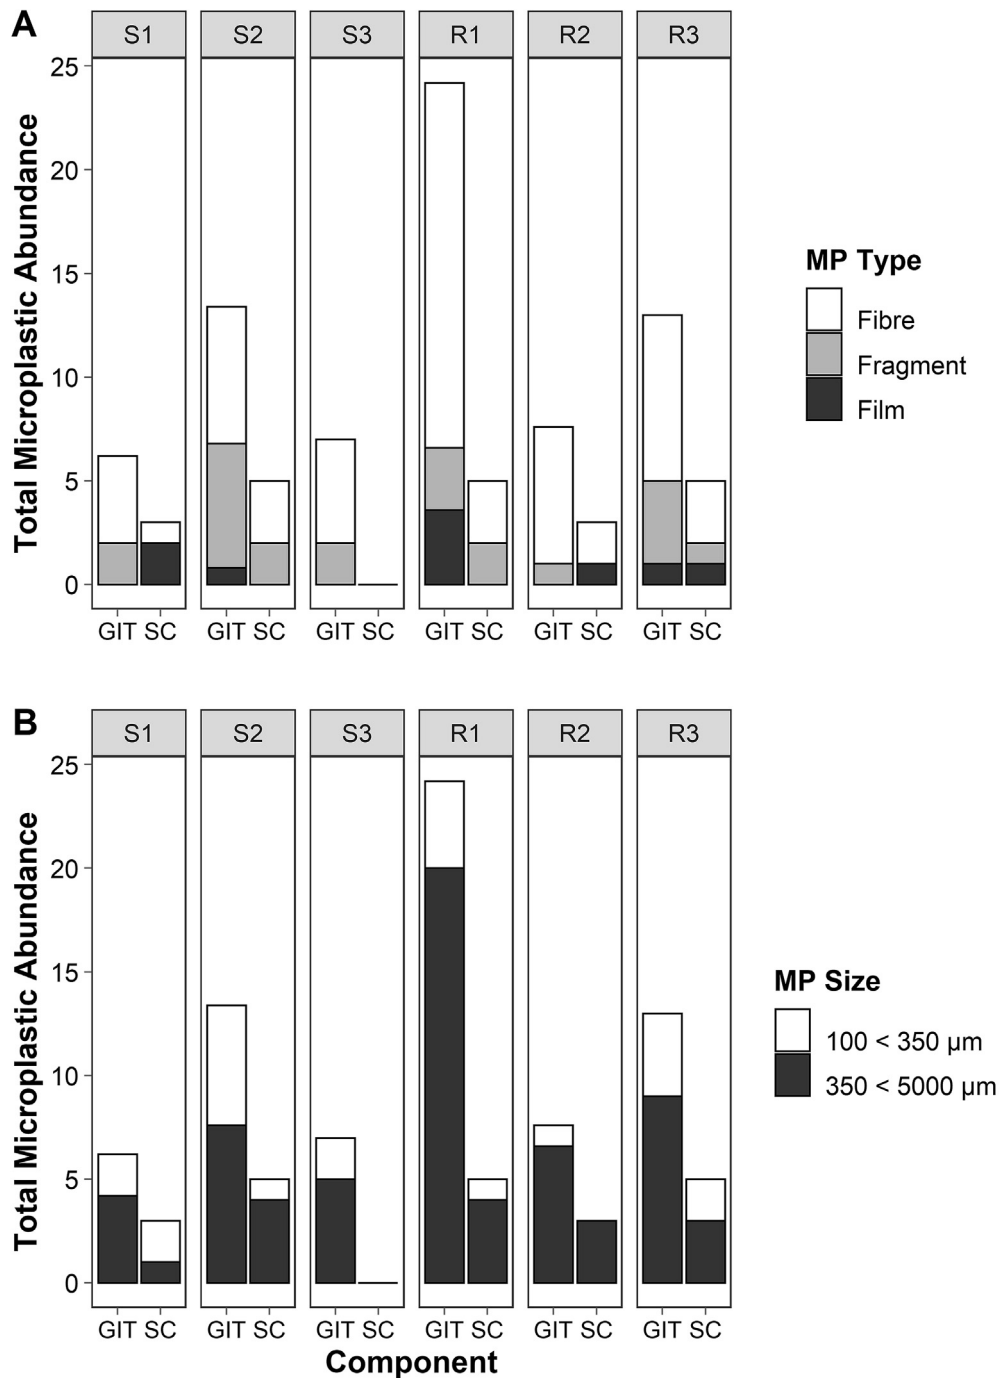 A
S1 S2 S3 R1 R2 R3
Total Microplastic Abundance
25
20
15
10
5
0
GIT SC GIT SC GIT SC GIT SC GIT SC GIT SC
MP Type
Fibre
Fragment
Film
B
S1 S2 S3 R1 R2 R3
Total Microplastic Abundance
25
20
15
10
5
0
GIT SC GIT SC GIT SC GIT SC GIT SC GIT SC
Component
MP Size
100 < 350 µm
350 < 5000 µm